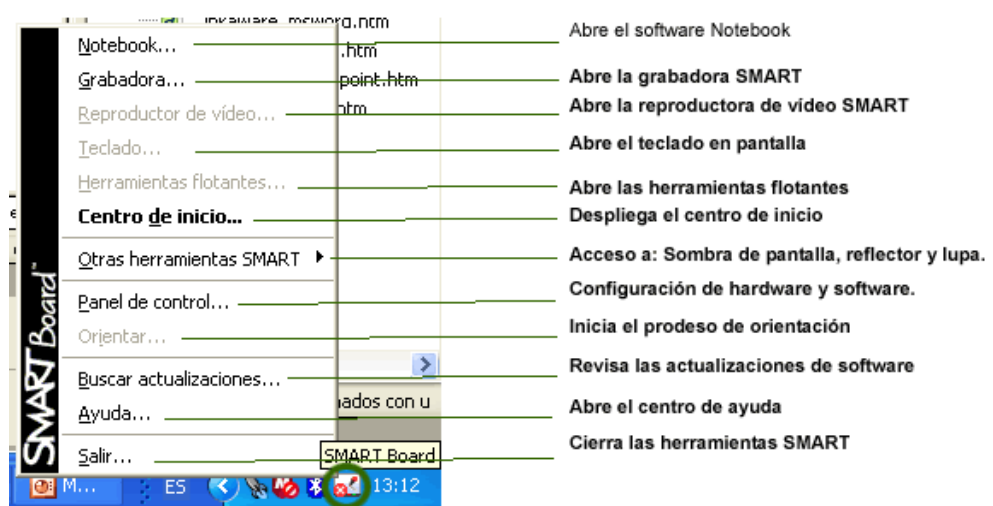 inkaware_msword.htm
Notebook...
Abre el software Notebook
.htm
Grabadora...
point.htm
Abre la grabadora SMART
Reproductor de vídeo...
htm
Abre la reproductora de vídeo SMART
Teclado...
Abre el teclado en pantalla
Herramientas flotantes...
Abre las herramientas flotantes
Centro de inicio...
Despliega el centro de inicio
Otras herramientas SMART
Acceso a: Sombra de pantalla, reflector y lupa.
Panel de control...
Configuración de hardware y software.
Orientar...
Inicia el prodeso de orientación
Buscar actualizaciones...
Revisa las actualizaciones de software
nados con u
Ayuda...
Abre el centro de ayuda
Salir...
Cierra las herramientas SMART
SMART Board
SMART Board™
M...
ES
13:12